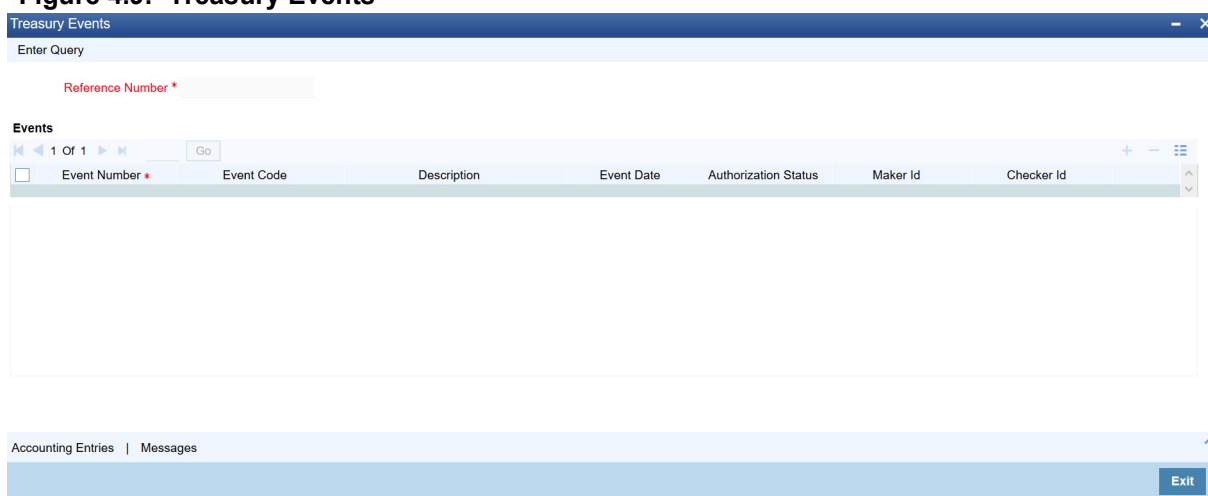 Figure 4.9: Treasury Events
Treasury Events
Enter Query
Reference Number *
Events
1 Of 1 Go
Event Number * Event Code Description Event Date Authorization Status Maker Id Checker Id
Accounting Entries | Messages
Exit